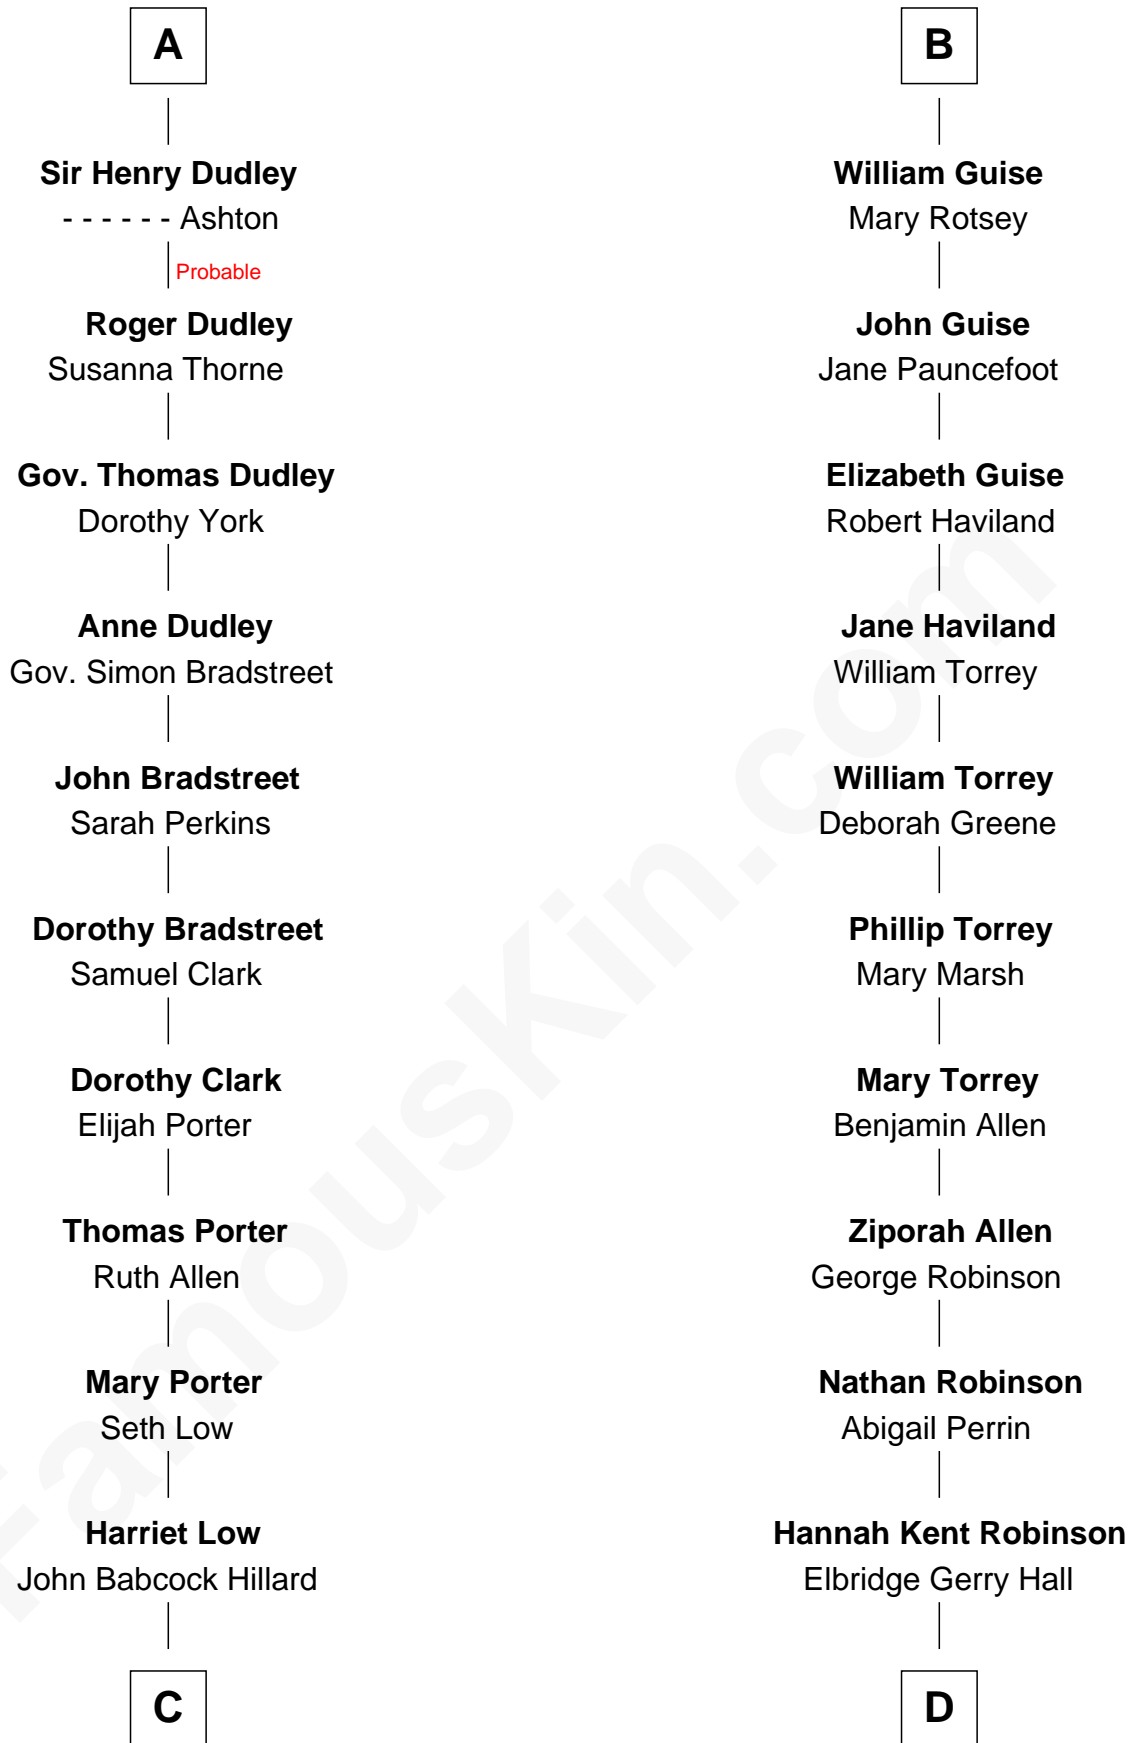 A
Sir Henry Dudley
- - - - - - Ashton
Probable
Roger Dudley
Susanna Thorne
Gov. Thomas Dudley
Dorothy York
Anne Dudley
Gov. Simon Bradstreet
John Bradstreet
Sarah Perkins
Dorothy Bradstreet
Samuel Clark
Dorothy Clark
Elijah Porter
Thomas Porter
Ruth Allen
Mary Porter
Seth Low
Harriet Low
John Babcock Hillard
C
B
William Guise
Mary Rotsey
John Guise
Jane Pauncefoot
Elizabeth Guise
Robert Haviland
Jane Haviland
William Torrey
William Torrey
Deborah Greene
Phillip Torrey
Mary Marsh
Mary Torrey
Benjamin Allen
Ziporah Allen
George Robinson
Nathan Robinson
Abigail Perrin
Hannah Kent Robinson
Elbridge Gerry Hall
D
FamousKin.com